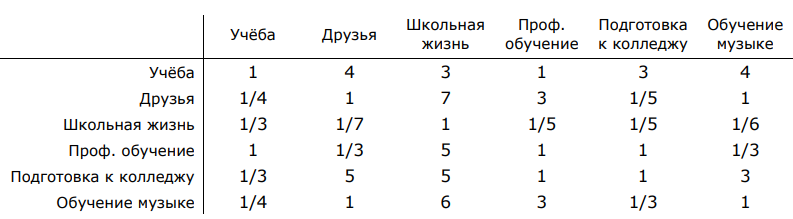 Учёба Друзья Школьная жизнь Проф. обучение Подготовка к колледжу Обучение музыке
Учёба 1 4 3 1 3 4
Друзья 1/4 1 7 3 1/5 1
Школьная жизнь 1/3 1/7 1 1/5 1/5 1/6
Проф. обучение 1 1/3 5 1 1 1/3
Подготовка к колледжу 1/3 5 5 1 1 3
Обучение музыке 1/4 1 6 3 1/3 1